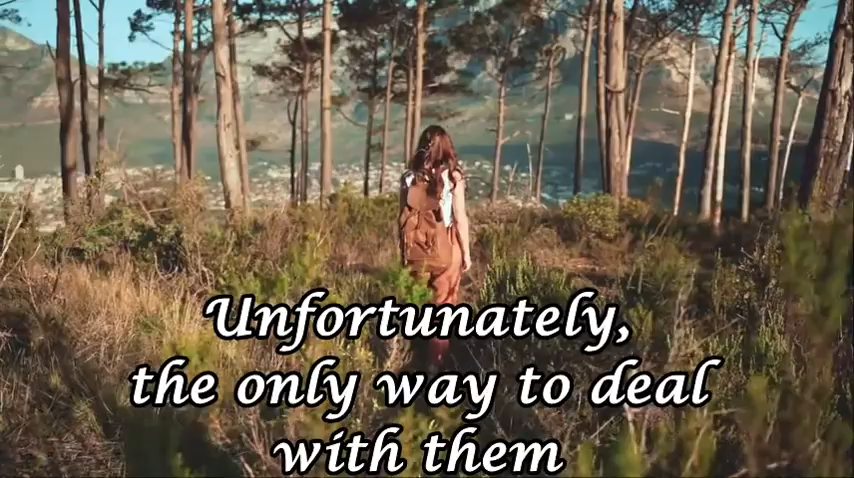 Unfortunately,
the only way to deal
with them